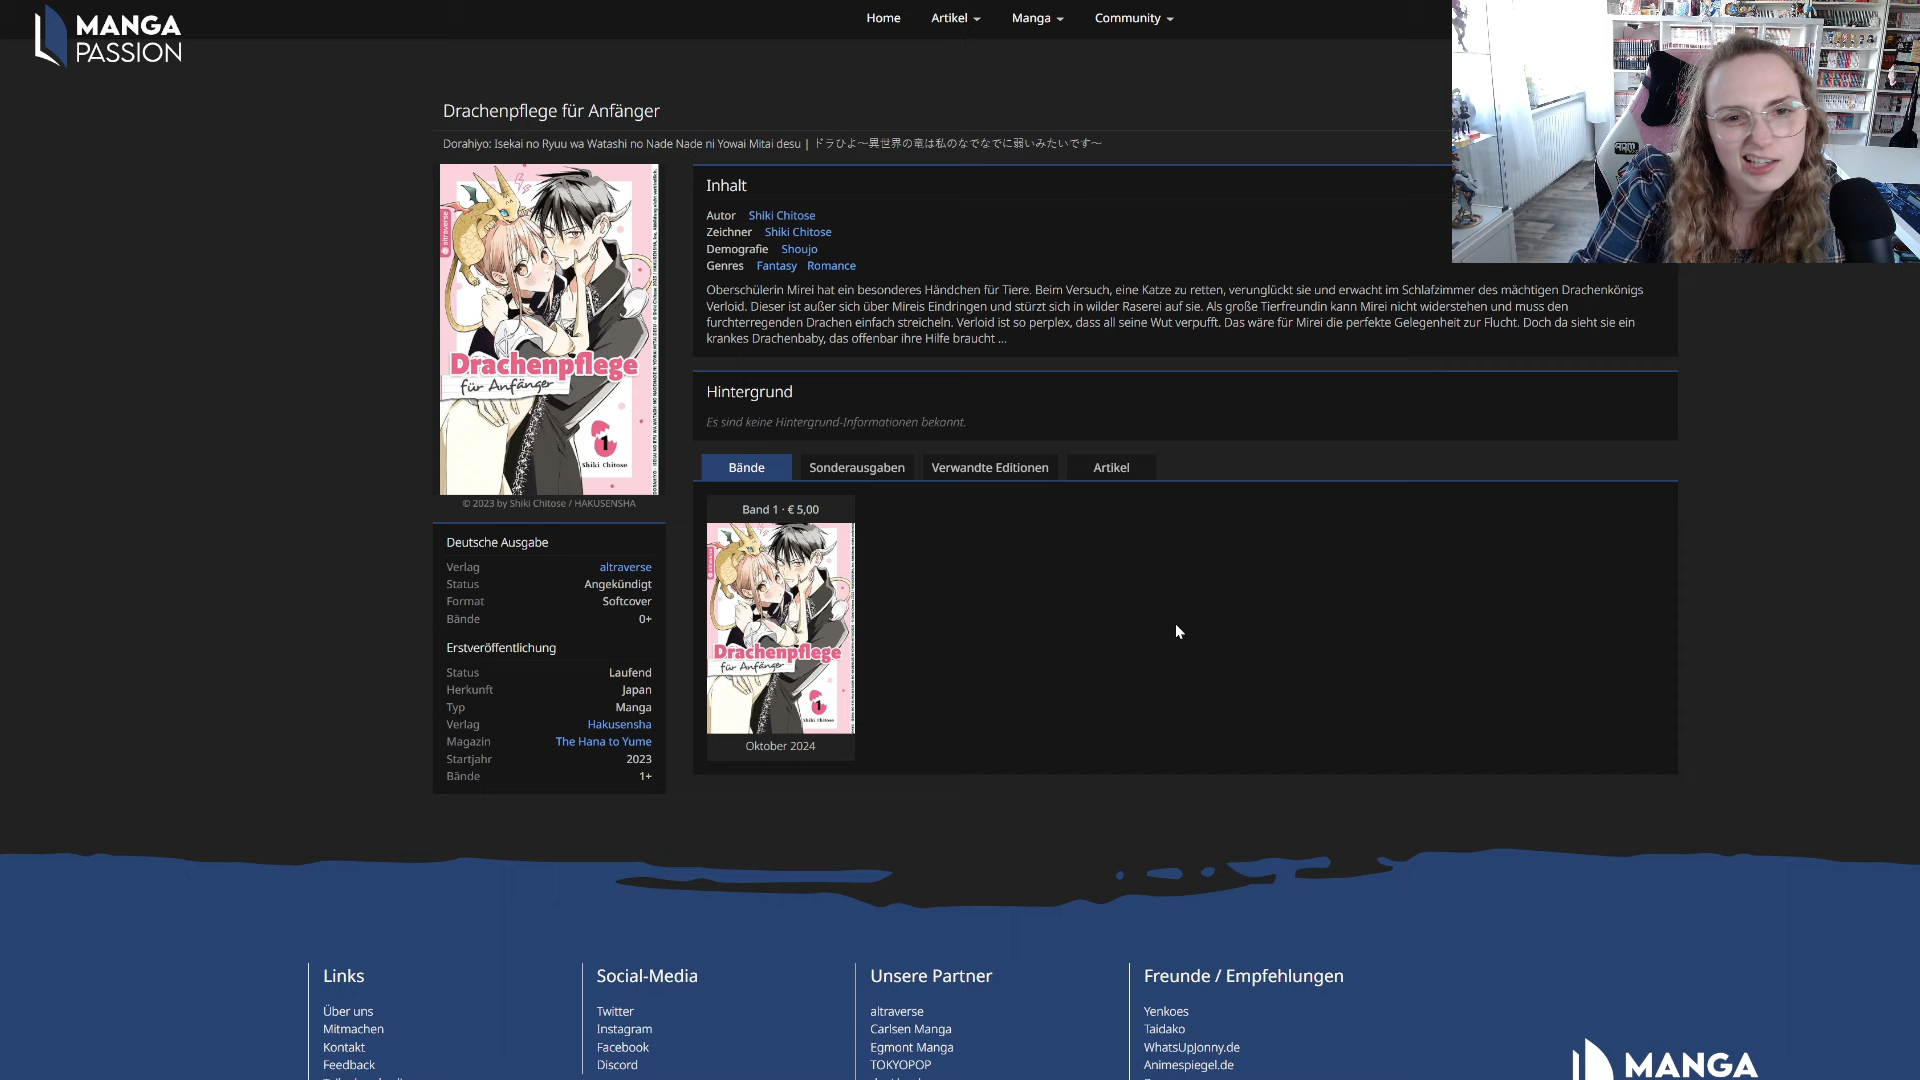 MANGA
PASSION
Home
Artikel
Manga
Community
Drachenpflege für Anfänger
Dorahiyo: Isekai no Ryuu wa Watashi no Nade Nade ni Yowai Mitai desu | ドラひよ～異世界の竜は私のなでなでに弱いみたいです～
altraverse
Drachenpflege
für Anfänger
1
Shiki Chitose
© 2023 by Shiki Chitose / HAKUSENSHA
Deutsche Ausgabe
Verlag altraverse
Status Angekündigt
Format Softcover
Bände 0+
Erstveröffentlichung
Status Laufend
Herkunft Japan
Typ Manga
Verlag Hakusensha
Magazin The Hana to Yume
Startjahr 2023
Bände 1+
Inhalt
Autor Shiki Chitose
Zeichner Shiki Chitose
Demografie Shoujo
Genres Fantasy Romance
Oberschülerin Mirei hat ein besonderes Händchen für Tiere. Beim Versuch, eine Katze zu retten, verunglückt sie und erwacht im Schlafzimmer des mächtigen Drachenkönigs
Verloid. Dieser ist außer sich über Mireis Eindringen und stürzt sich in wilder Raserei auf sie. Als große Tierfreundin kann Mirei nicht widerstehen und muss den
furchterregenden Drachen einfach streicheln. Verloid ist so perplex, dass all seine Wut verpufft. Das wäre für Mirei die perfekte Gelegenheit zur Flucht. Doch da sieht sie ein
krankes Drachenbaby, das offenbar ihre Hilfe braucht ...
Hintergrund
Es sind keine Hintergrund-Informationen bekannt.
Bände
Sonderausgaben
Verwandte Editionen
Artikel
Band 1 · € 5,00
Drachenpflege
für Anfänger
1
Shiki Chitose
Oktober 2024
Links
Über uns
Mitmachen
Kontakt
Feedback
Social-Media
Twitter
Instagram
Facebook
Discord
Unsere Partner
altraverse
Carlsen Manga
Egmont Manga
TOKYOPOP
Freunde / Empfehlungen
Yenkoes
Taidako
WhatsUpJonny.de
Animespiegel.de
MANGA